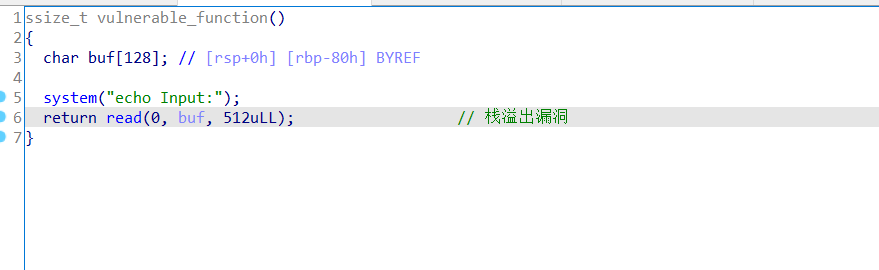 1 ssize_t vulnerable_function()
2 {
3 char buf[128]; // [rsp+0h] [rbp-80h] BYREF
4
5 system("echo Input:");
6 return read(0, buf, 512uLL); // 栈溢出漏洞
7 }